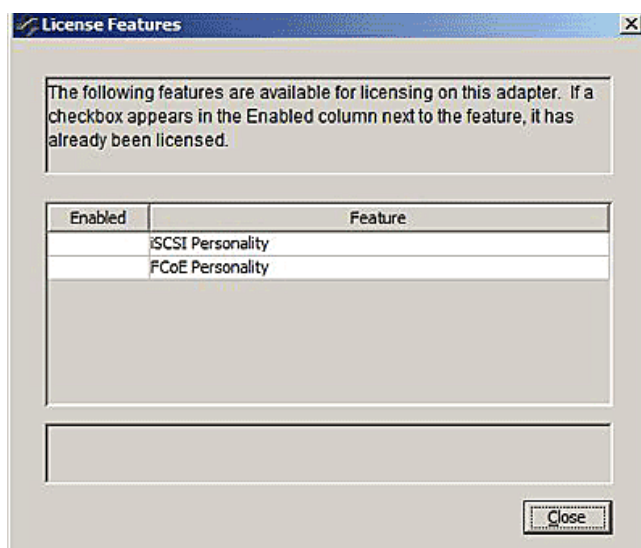 License Features
The following features are available for licensing on this adapter. If a
checkbox appears in the Enabled column next to the feature, it has
already been licensed.
Enabled Feature
iSCSI Personality
FCoE Personality
Close